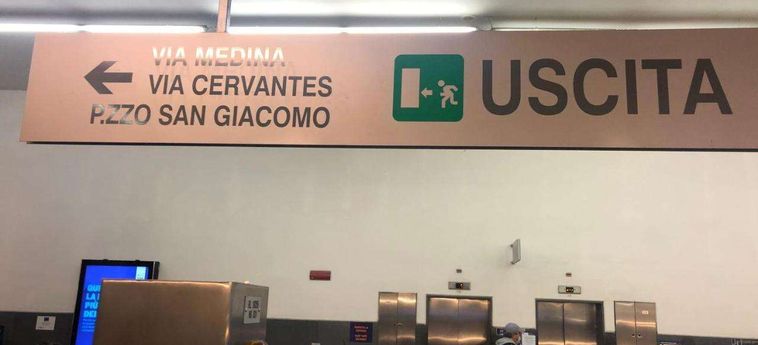 VIA MEDINA
VIA CERVANTES
P.ZZO SAN GIACOMO
USCITA